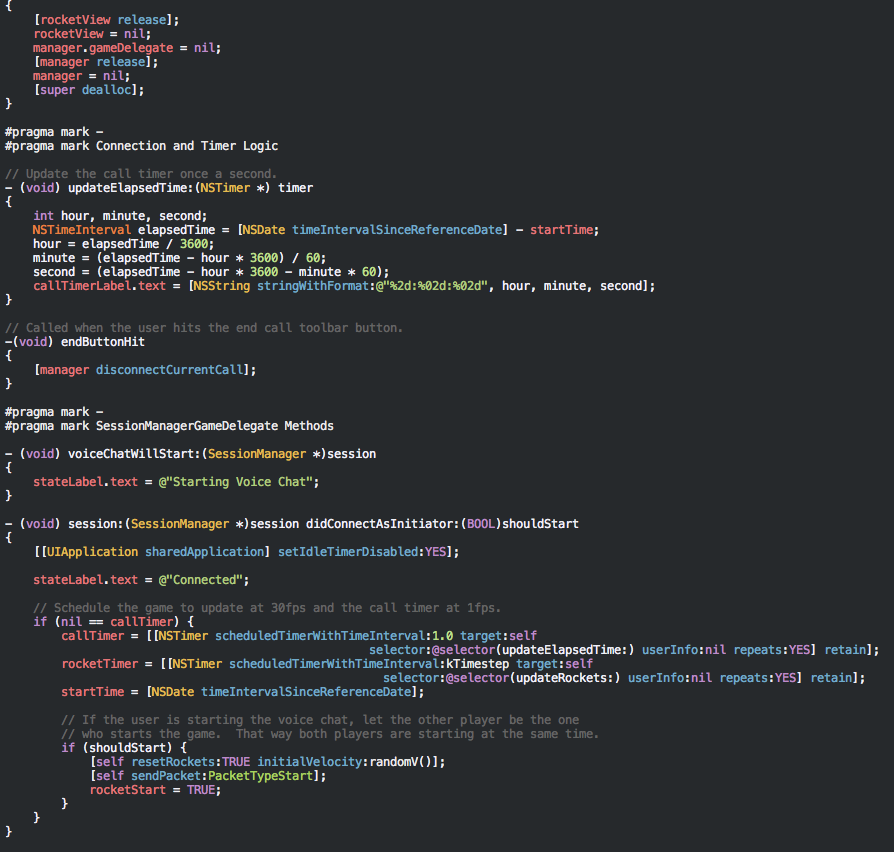 {
    [rocketView release];
    rocketView = nil;
    manager.gameDelegate = nil;
    [manager release];
    manager = nil;
    [super dealloc];
}

#pragma mark -
#pragma mark Connection and Timer Logic

// Update the call timer once a second.
- (void) updateElapsedTime:(NSTimer *) timer
{
    int hour, minute, second;
    NSTimeInterval elapsedTime = [NSDate timeIntervalSinceReferenceDate] - startTime;
    hour = elapsedTime / 3600;
    minute = (elapsedTime - hour * 3600) / 60;
    second = (elapsedTime - hour * 3600 - minute * 60);
    callTimerLabel.text = [NSString stringWithFormat:@"%2d:%02d:%02d", hour, minute, second];
}

// Called when the user hits the end call toolbar button.
-(void) endButtonHit
{
    [manager disconnectCurrentCall];
}

#pragma mark -
#pragma mark SessionManagerGameDelegate Methods

- (void) voiceChatWillStart:(SessionManager *)session
{
    stateLabel.text = @"Starting Voice Chat";
}

- (void) session:(SessionManager *)session didConnectAsInitiator:(BOOL)shouldStart
{
    [[UIApplication sharedApplication] setIdleTimerDisabled:YES];

    stateLabel.text = @"Connected";

    // Schedule the game to update at 30fps and the call timer at 1fps.
    if (nil == callTimer) {
        callTimer = [[NSTimer scheduledTimerWithTimeInterval:1.0 target:self
                                                    selector:@selector(updateElapsedTime:) userInfo:nil repeats:YES] retain];
        rocketTimer = [[NSTimer scheduledTimerWithTimeInterval:kTimestep target:self
                                                      selector:@selector(updateRockets:) userInfo:nil repeats:YES] retain];
        startTime = [NSDate timeIntervalSinceReferenceDate];

        // If the user is starting the voice chat, let the other player be the one
        // who starts the game.  That way both players are starting at the same time.
        if (shouldStart) {
            [self resetRockets:TRUE initialVelocity:randomV()];
            [self sendPacket:PacketTypeStart];
            rocketStart = TRUE;
        }
    }
}